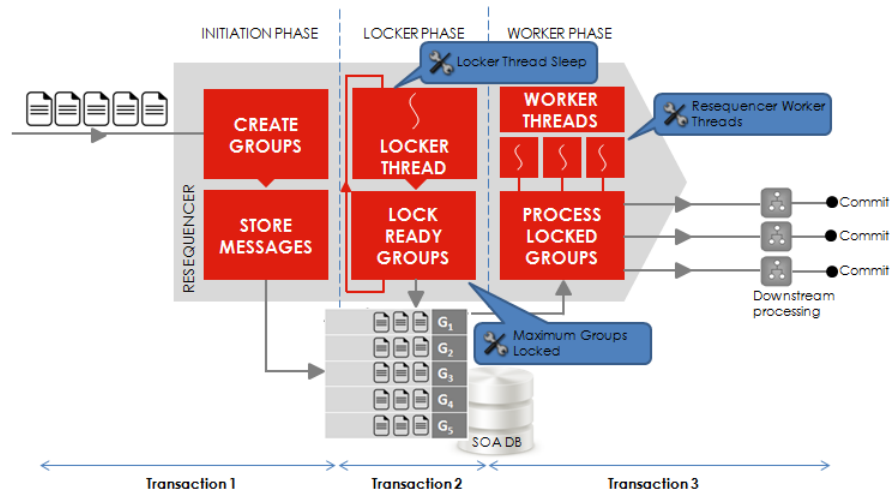 INITIATION PHASE
LOCKER PHASE
WORKER PHASE
Locker Thread Sleep
CREATE
GROUPS
LOCKER
THREAD
WORKER
THREADS
Resequencer Worker
Threads
RESEQUENCER
STORE
MESSAGES
LOCK
READY
GROUPS
PROCESS
LOCKED
GROUPS
Commit
Commit
Commit
Downstream
processing
G1
G2
G3
G4
G5
Maximum Groups
Locked
SOA DB
Transaction 1
Transaction 2
Transaction 3